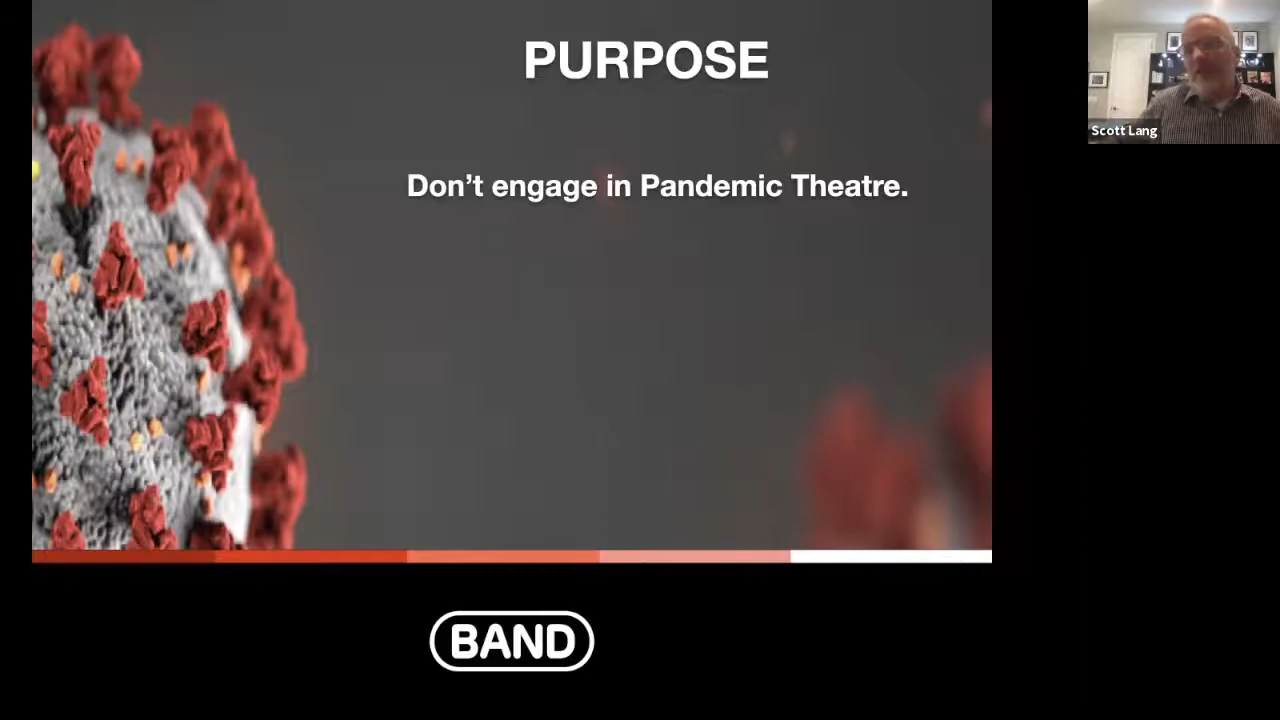 PURPOSE
Don’t engage in Pandemic Theatre.
Scott Lang
BAND